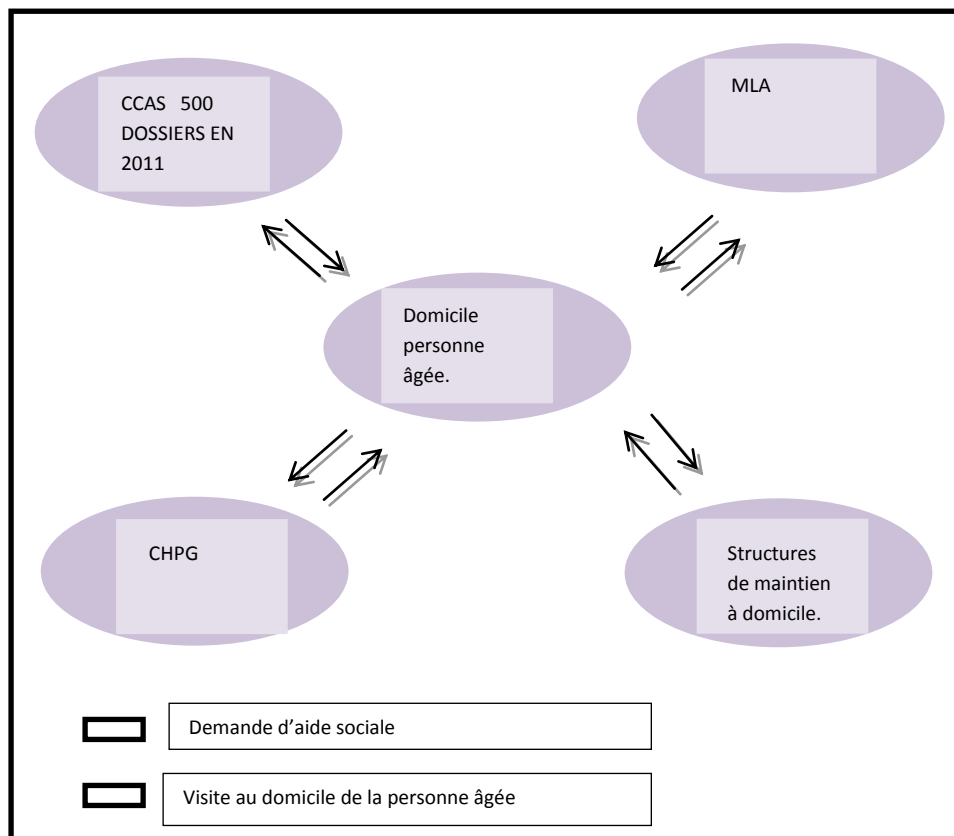 CCAS 500
DOSSIERS EN
2011
MLA
Domicile
personne
âgée.
CHPG
Structures
de maintien
à domicile.
Demande d’aide sociale
Visite au domicile de la personne âgée